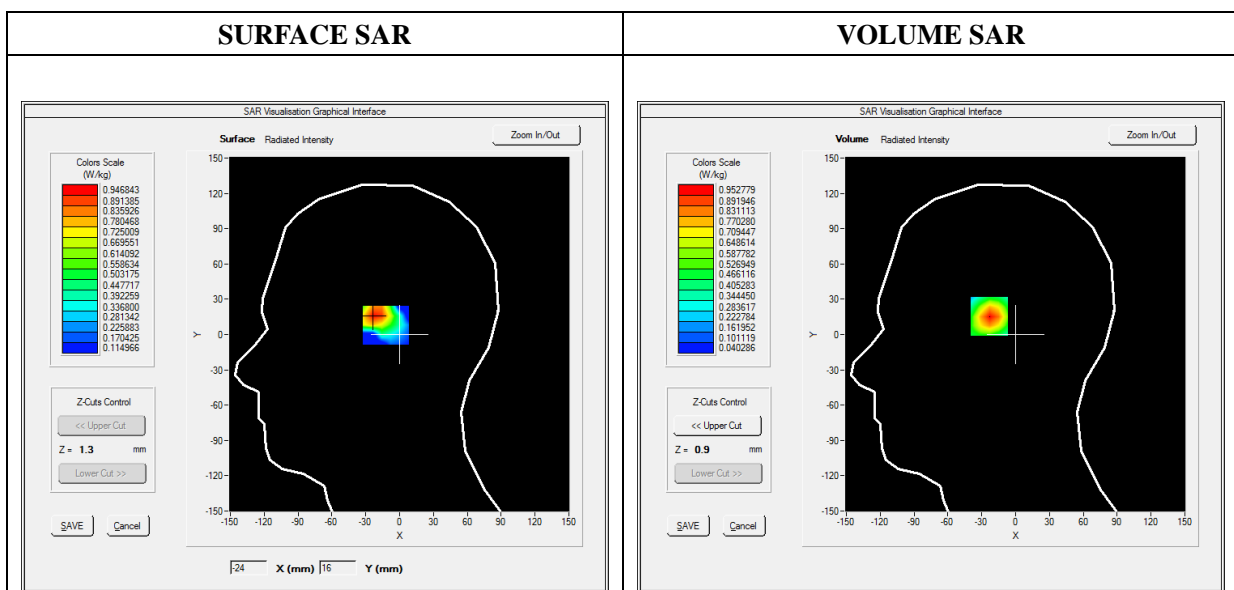 SURFACE SAR
VOLUME SAR
SAR Visualisation Graphical Interface
Surface Radiated Intensity
Zoom In/Out
Colors Scale
(W/kg)
0.946843
0.891385
0.835926
0.780468
0.725009
0.669551
0.614092
0.558634
0.503175
0.447717
0.392259
0.336800
0.281342
0.225883
0.170425
0.114966
Z-Cuts Control
<< Upper Cut
Z = 1.3 mm
Lower Cut >>
SAVE Cancel
150
120
90
60
30
0
-30
-60
-90
-120
-150
Y
-150 -120 -90 -60 -30 0 30 60 90 120 150
X
-24 X (mm) 16 Y (mm)
SAR Visualisation Graphical Interface
Volume Radiated Intensity
Zoom In/Out
Colors Scale
(W/kg)
0.952779
0.891946
0.831113
0.770280
0.709447
0.648614
0.587782
0.526949
0.466116
0.405283
0.344450
0.283617
0.222784
0.161952
0.101119
0.040286
Z-Cuts Control
<< Upper Cut
Z = 0.9 mm
Lower Cut >>
SAVE Cancel
150
120
90
60
30
0
-30
-60
-90
-120
-150
Y
-150 -120 -90 -60 -30 0 30 60 90 120 150
X